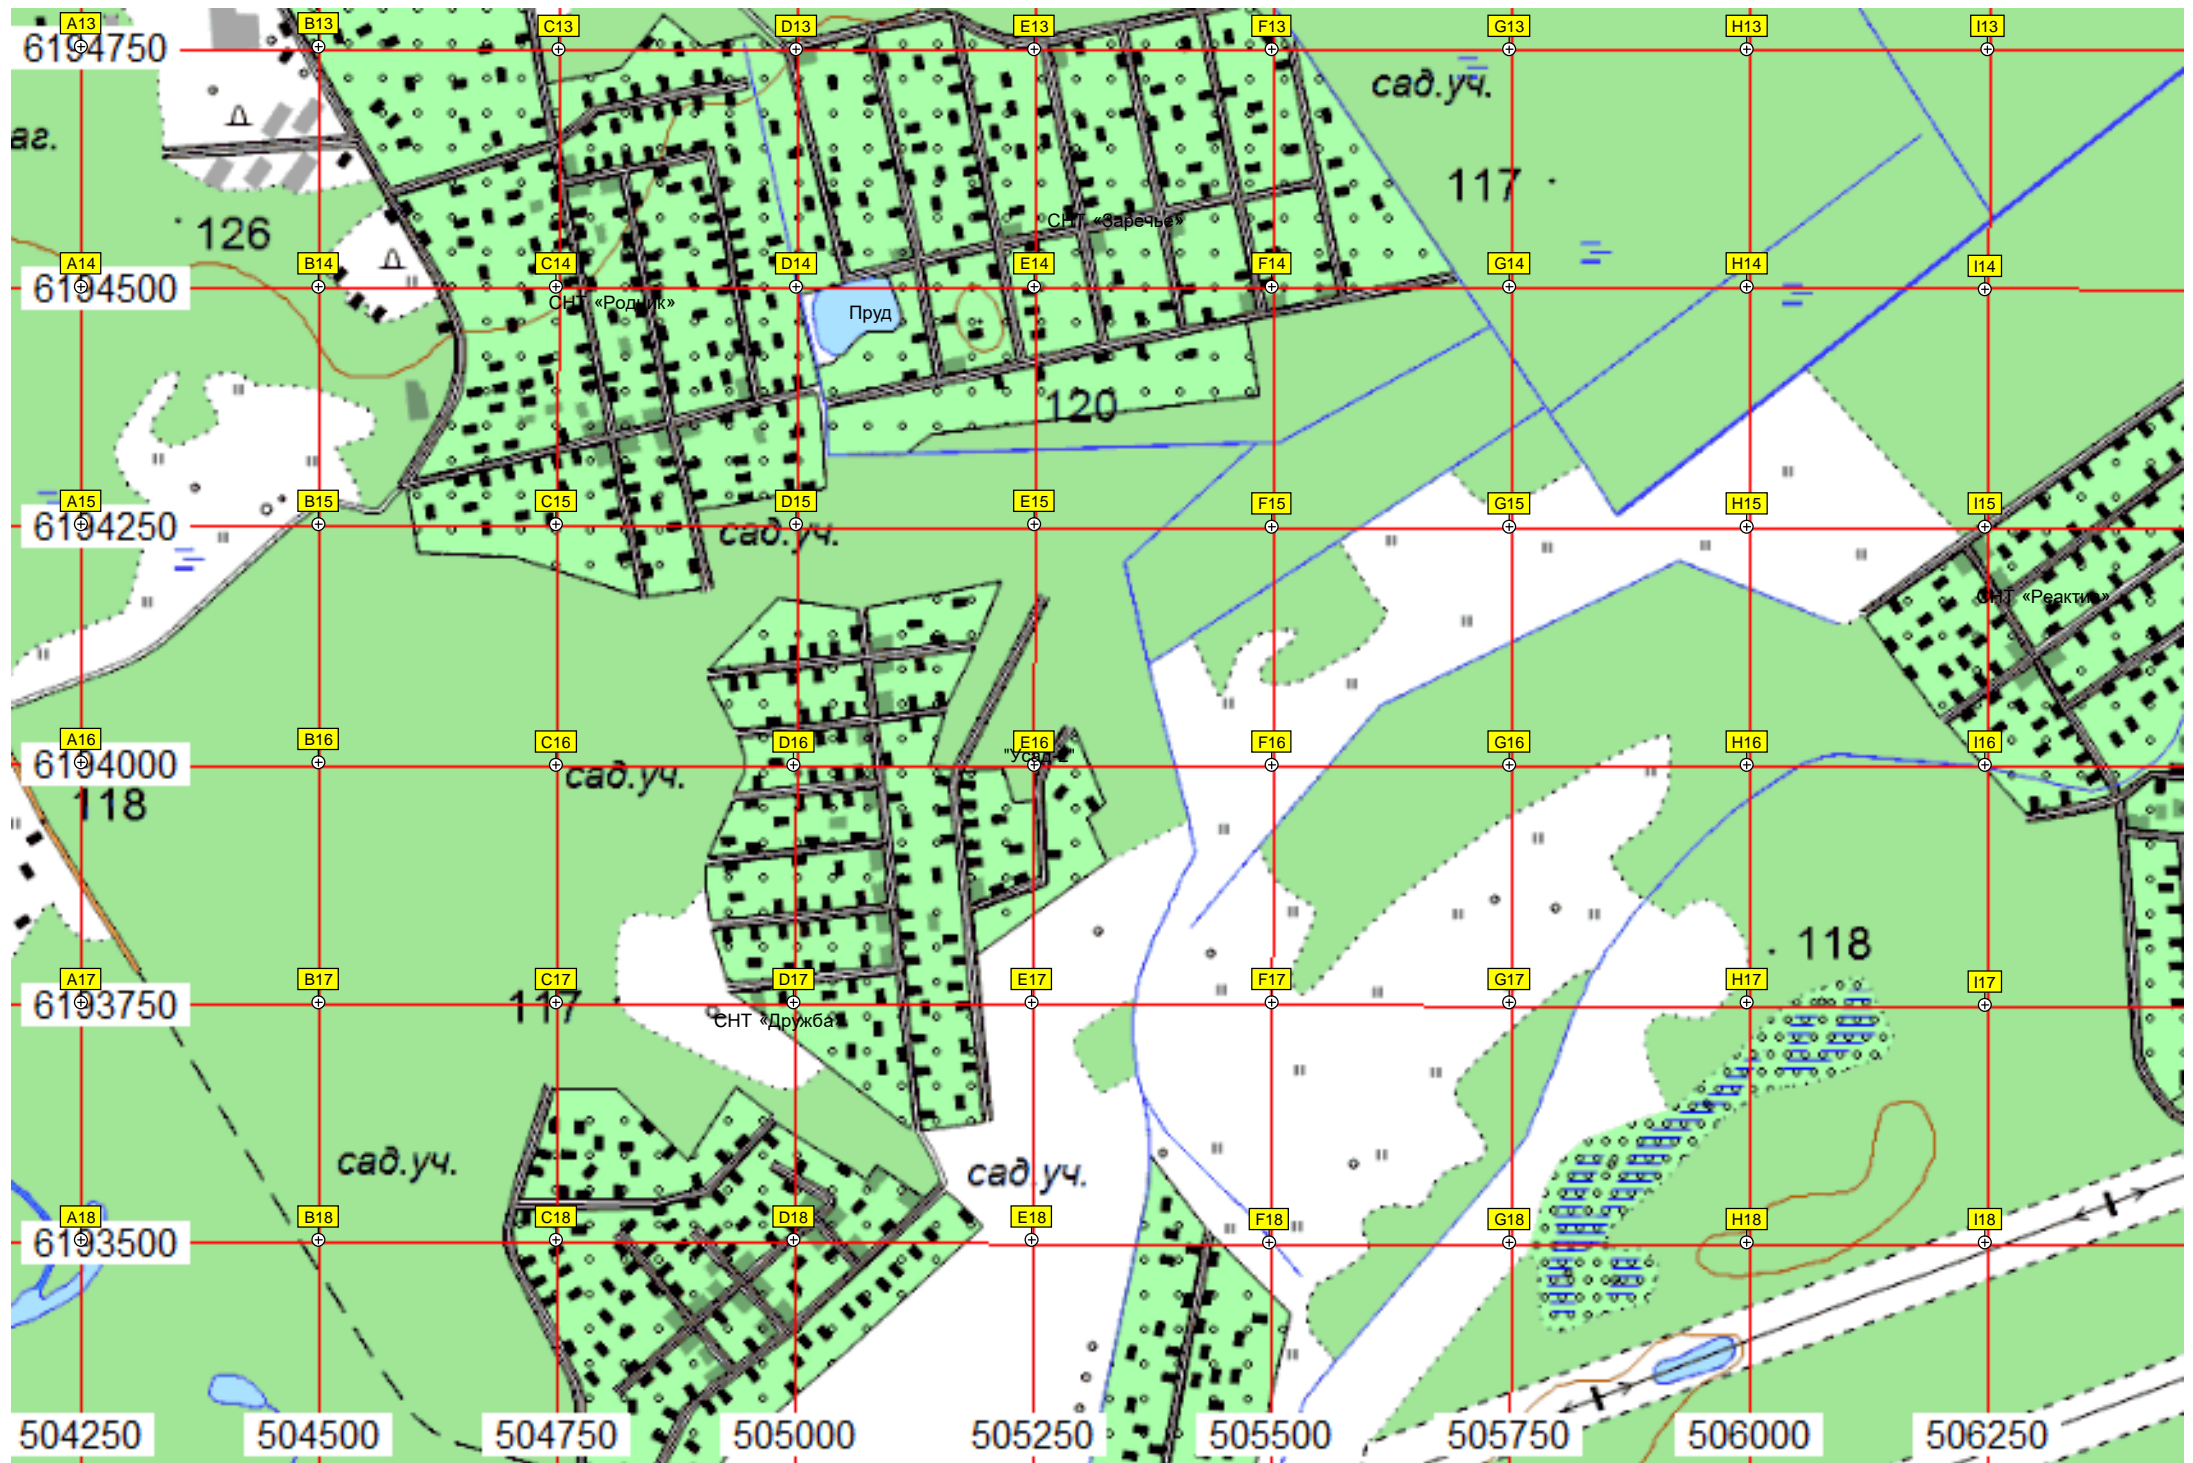 A13 B13 C13 D13 E13 F13 G13 H13 I13
6194750
сад.уч.
аг.
117
СНТ «Заречье»
126
A14 B14 C14 D14 E14 F14 G14 H14 I14
6194500
СНТ «Родник»
Пруд
120
A15 B15 C15 D15 E15 F15 G15 H15 I15
6194250
сад.уч.
СНТ «Реактив»
A16 B16 C16 D16 E16 F16 G16 H16 I16
"Усад-2"
6194000
сад.уч.
118
118
A17 B17 C17 D17 E17 F17 G17 H17 I17
6193750
117
СНТ «Дружба»
сад.уч.
сад.уч.
A18 B18 C18 D18 E18 F18 G18 H18 I18
6193500
504250 504500 504750 505000 505250 505500 505750 506000 506250